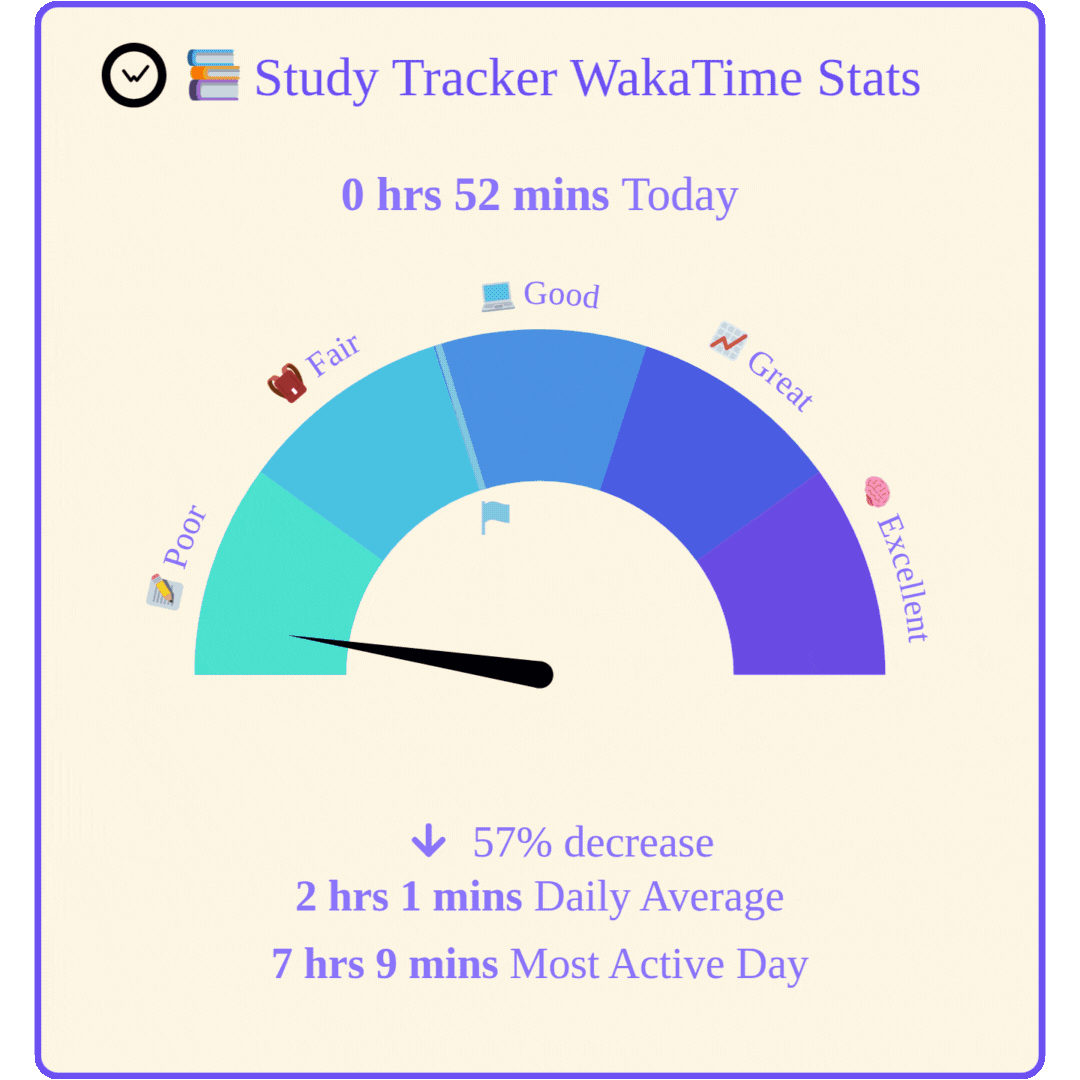 Study Tracker WakaTime Stats
0 hrs 52 mins Today
Good
Fair
Great
Poor
Excellent
57% decrease
2 hrs 1 mins Daily Average
7 hrs 9 mins Most Active Day